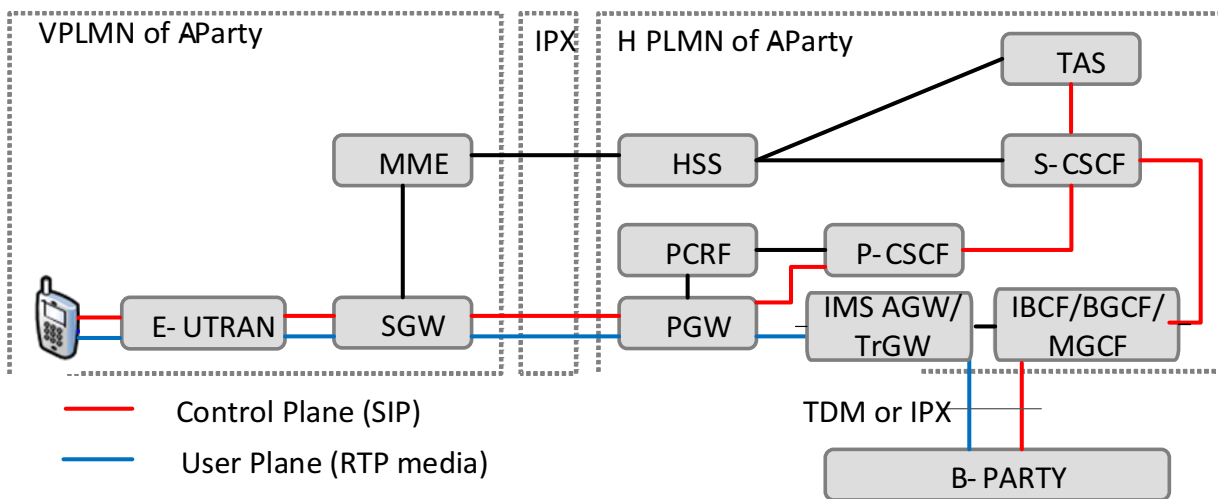 VPLMN of AParty
IPX
H PLMN of AParty
TAS
MME
HSS
S- CSCF
PCRF
P- CSCF
E- UTRAN
SGW
PGW
IMS AGW/
TrGW
IBCF/BGCF/
MGCF
Control Plane (SIP)
TDM or IPX
User Plane (RTP media)
B- PARTY